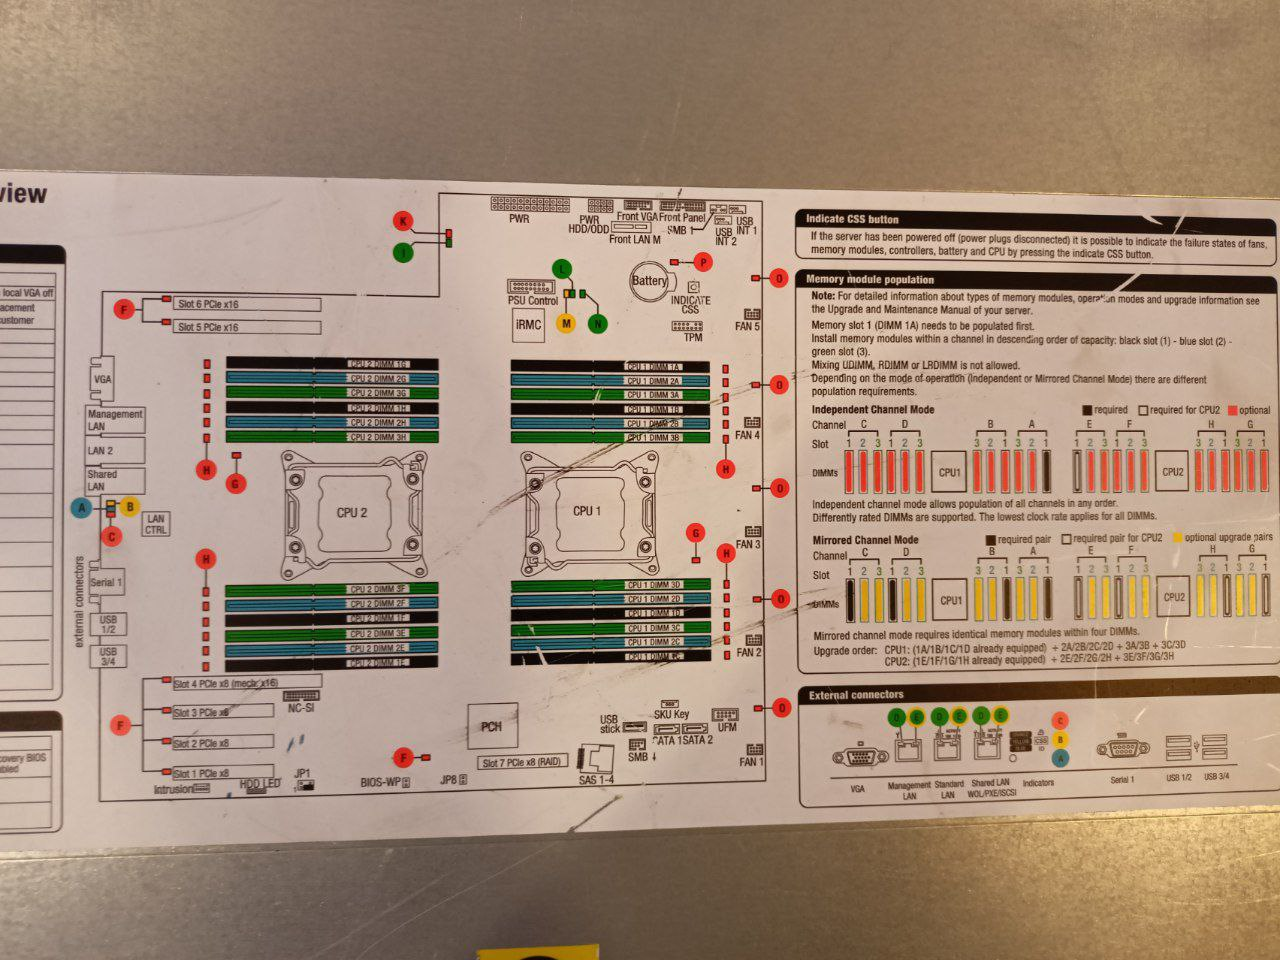 view
local VGA off
acement
customer
covery BIOS
abled
K
J
PWR
PWR
HDD/ODD
Front VGA
Front Panel
Front LAN M
SMB 1
USB
INT 1
USB
INT 2
L
P
O
Battery
PSU Control
INDICATE
CSS
iRMC
M
N
TPM
FAN 5
F
Slot 6 PCIe x16
Slot 5 PCIe x16
VGA
Management
LAN
LAN 2
Shared
LAN
CPU 2 DIMM 1G
CPU 2 DIMM 2G
CPU 2 DIMM 3G
CPU 2 DIMM 1H
CPU 2 DIMM 2H
CPU 2 DIMM 3H
CPU 1 DIMM 1A
CPU 1 DIMM 2A
CPU 1 DIMM 3A
CPU 1 DIMM 1B
CPU 1 DIMM 2B
CPU 1 DIMM 3B
O
FAN 4
H
G
H
A
B
C
LAN
CTRL
CPU 2
CPU 1
O
G
H
FAN 3
H
external connectors
Serial 1
USB
1/2
USB
3/4
CPU 2 DIMM 3F
CPU 2 DIMM 2F
CPU 2 DIMM 1F
CPU 2 DIMM 3E
CPU 2 DIMM 2E
CPU 2 DIMM 1E
CPU 1 DIMM 3D
CPU 1 DIMM 2D
CPU 1 DIMM 1D
CPU 1 DIMM 3C
CPU 1 DIMM 2C
CPU 1 DIMM 1C
O
FAN 2
Slot 4 PCIe x8 (mech. x16)
NC-SI
Slot 3 PCIe x8
F
Slot 2 PCIe x8
Slot 1 PCIe x8
Intrusion
HDD LED
JP1
PCH
F
BIOS-WP
JP8
Slot 7 PCIe x8 (RAID)
USB
stick
SKU Key
SATA 1
SATA 2
UFM
SMB
SAS 1-4
O
FAN 1
Indicate CSS button
If the server has been powered off (power plugs disconnected) it is possible to indicate the failure states of fans,
memory modules, controllers, battery and CPU by pressing the indicate CSS button.
Memory module population
Note: For detailed information about types of memory modules, operation modes and upgrade information see
the Upgrade and Maintenance Manual of your server.
Memory slot 1 (DIMM 1A) needs to be populated first.
Install memory modules within a channel in descending order of capacity: black slot (1) - blue slot (2) -
green slot (3).
Mixing UDIMM, RDIMM or LRDIMM is not allowed.
Depending on the mode of operation (Independent or Mirrored Channel Mode) there are different
population requirements.
Independent Channel Mode
required required for CPU2 optional
Channel C D B A E F H G
Slot 1 2 3 1 2 3 3 2 1 3 2 1 1 2 3 1 2 3 3 2 1 3 2 1
DIMMs CPU1 CPU2
Independent channel mode allows population of all channels in any order.
Differently rated DIMMs are supported. The lowest clock rate applies for all DIMMs.
Mirrored Channel Mode
required pair required pair for CPU2 optional upgrade pairs
Channel C D B A E F H G
Slot 1 2 3 1 2 3 3 2 1 3 2 1 1 2 3 1 2 3 3 2 1 3 2 1
DIMMs CPU1 CPU2
Mirrored channel mode requires identical memory modules within four DIMMs.
Upgrade order: CPU1: (1A/1B/1C/1D already equipped) + 2A/2B/2C/2D + 3A/3B + 3C/3D
CPU2: (1E/1F/1G/1H already equipped) + 2E/2F/2G/2H + 3E/3F/3G/3H
External connectors
D E D E D E
C
B
A
CSS
ID
VGA
Management
LAN
Standard
LAN
Shared LAN
WOL/PXE/iSCSI
Indicators
Serial 1
USB 1/2
USB 3/4